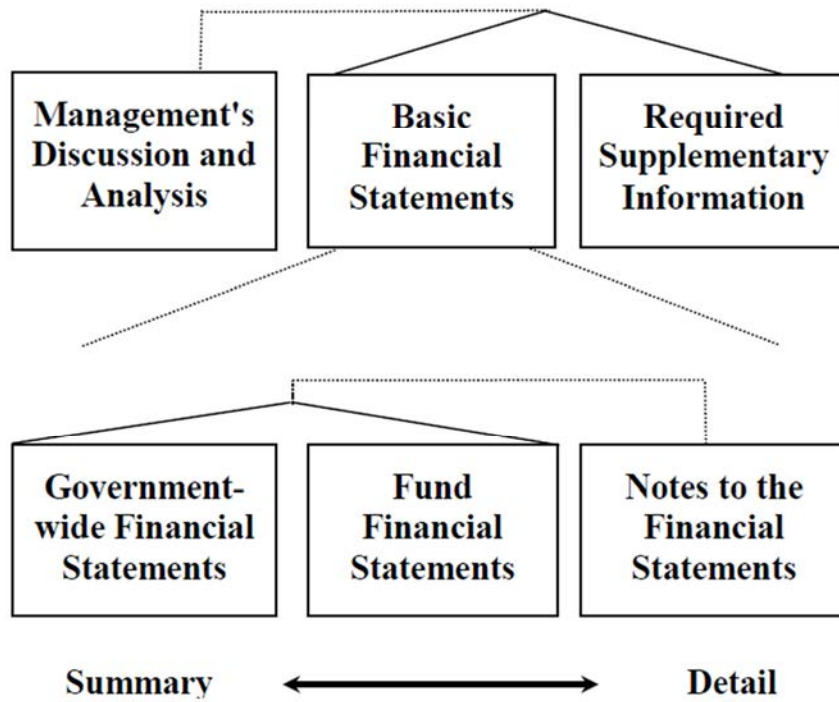 Management's
Discussion and
Analysis
Basic
Financial
Statements
Required
Supplementary
Information
Government-
wide Financial
Statements
Fund
Financial
Statements
Notes to the
Financial
Statements
Summary
Detail